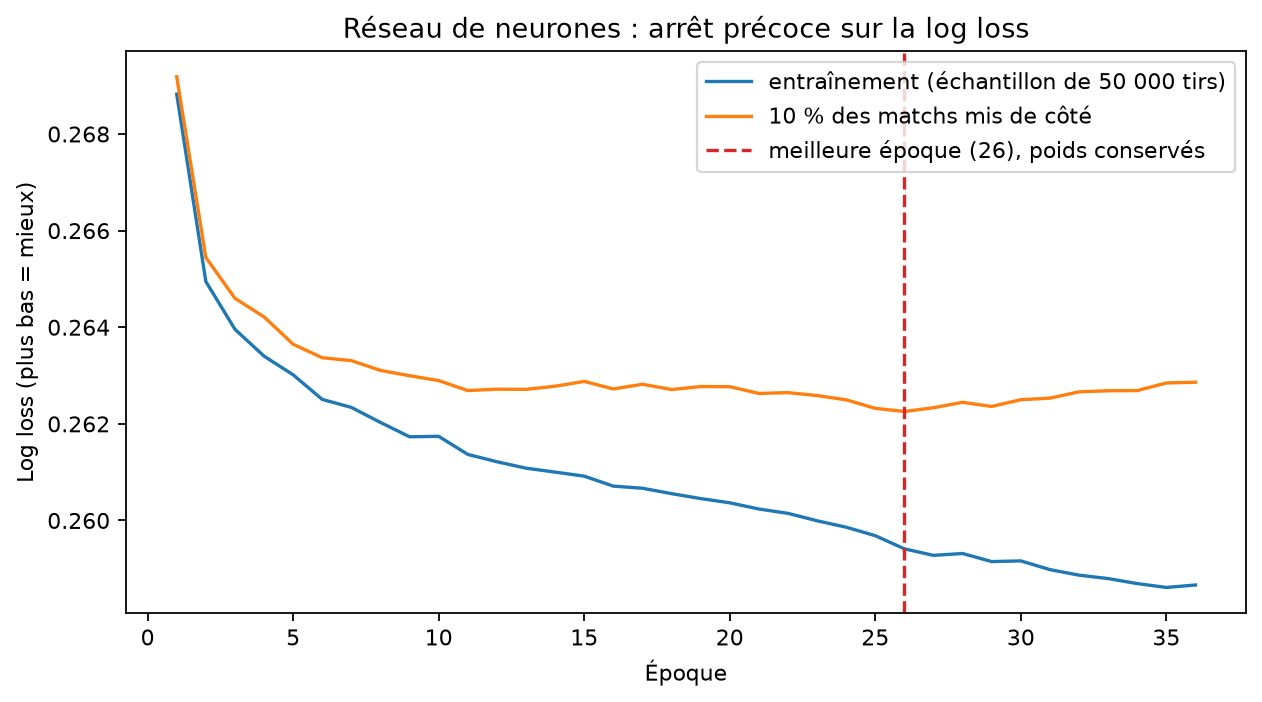 Réseau de neurones : arrêt précoce sur la log loss
entraînement (échantillon de 50 000 tirs)
10 % des matchs mis de côté
meilleure époque (26), poids conservés
Log loss (plus bas = mieux)
0.268
0.266
0.264
0.262
0.260
0 5 10 15 20 25 30 35
Époque